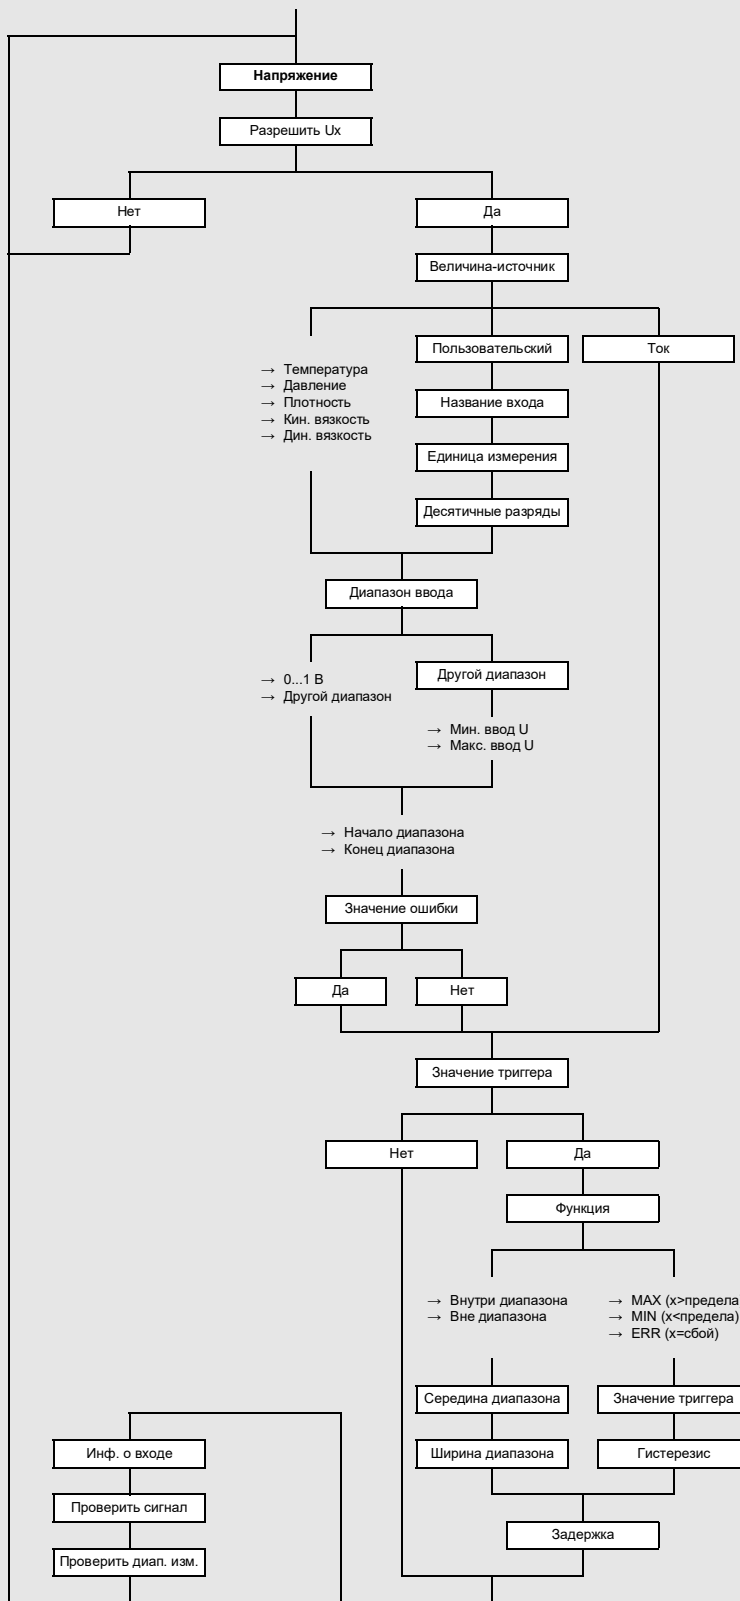 Напряжение
Разрешить Ux
Нет
Да
Величина-источник
Пользовательский
Ток
→ Температура
→ Давление
→ Плотность
→ Кин. вязкость
→ Дин. вязкость
Название входа
Единица измерения
Десятичные разряды
Диапазон ввода
→ 0...1 В
→ Другой диапазон
Другой диапазон
→ Мин. ввод U
→ Макс. ввод U
→ Начало диапазона
→ Конец диапазона
Значение ошибки
Да
Нет
Значение триггера
Нет
Да
Функция
→ Внутри диапазона
→ Вне диапазона
→ MAX (x>предела
→ MIN (x<предела)
→ ERR (x=сбой)
Середина диапазона
Значение триггера
Ширина диапазона
Гистерезис
Задержка
Инф. о входе
Проверить сигнал
Проверить диап. изм.